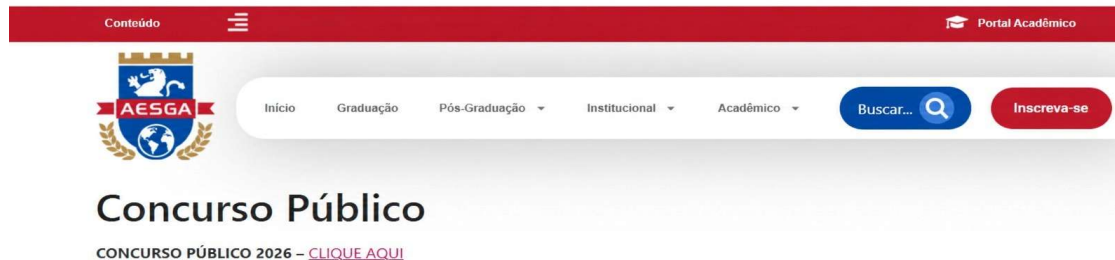 Conteúdo
Portal Acadêmico
AESGA
Início Graduação Pós-Graduação Institucional Acadêmico Buscar... Inscreva-se
Concurso Público
CONCURSO PÚBLICO 2026 – CLIQUE AQUI